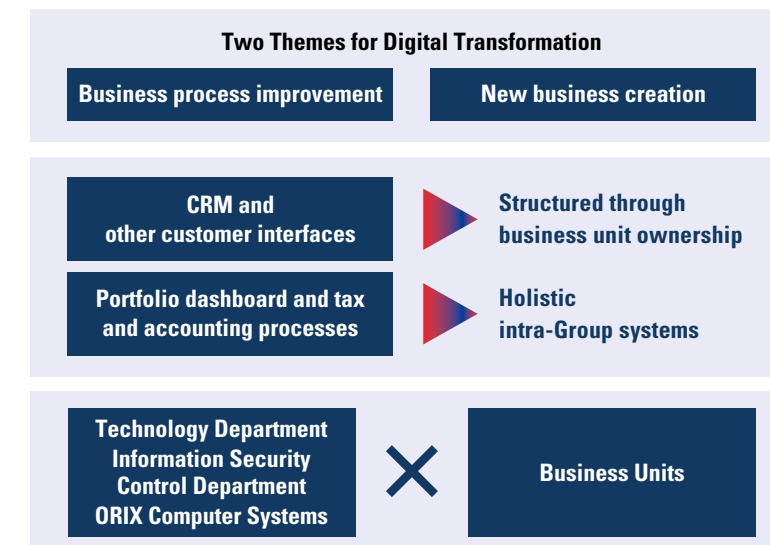 Two Themes for Digital Transformation
Business process improvement
New business creation
CRM and
other customer interfaces
Structured through
business unit ownership
Portfolio dashboard and tax
and accounting processes
Holistic
intra-Group systems
Technology Department
Information Security
Control Department
ORIX Computer Systems
Business Units